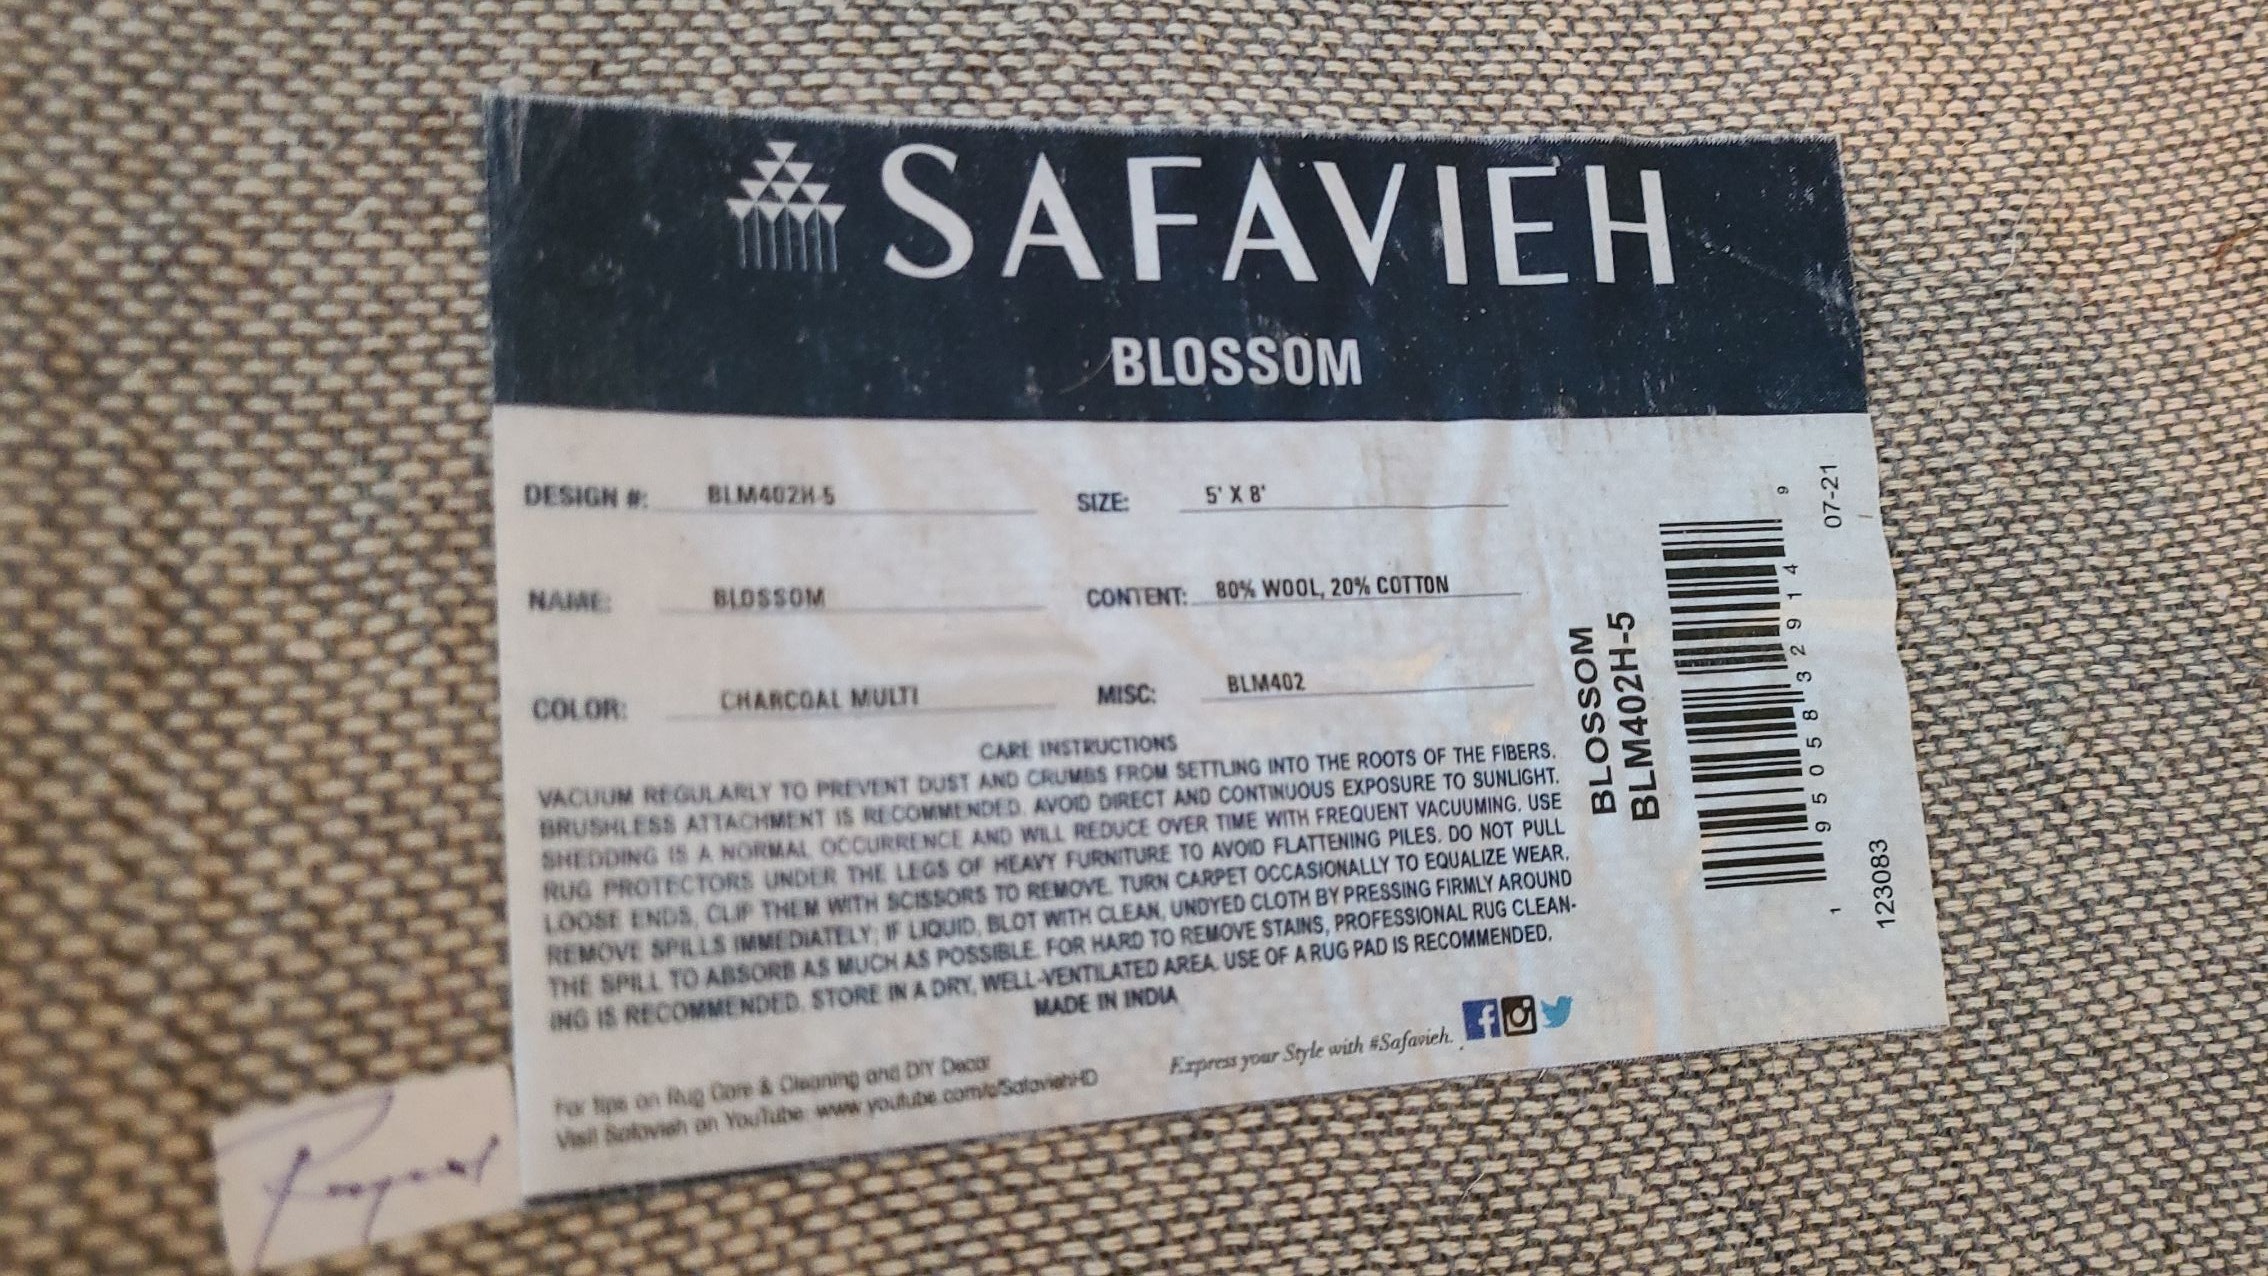 SAFAVIEH
BLOSSOM
DESIGN #: BLM402H-5 SIZE: 5' X 8'
NAME: BLOSSOM CONTENT: 80% WOOL, 20% COTTON
COLOR: CHARCOAL MULTI MISC: BLM402
CARE INSTRUCTIONS
VACUUM REGULARLY TO PREVENT DUST AND CRUMBS FROM SETTLING INTO THE ROOTS OF THE FIBERS.
BRUSHLESS ATTACHMENT IS RECOMMENDED. AVOID DIRECT AND CONTINUOUS EXPOSURE TO SUNLIGHT.
SHEDDING IS A NORMAL OCCURRENCE AND WILL REDUCE OVER TIME WITH FREQUENT VACUUMING. USE
RUG PROTECTORS UNDER THE LEGS OF HEAVY FURNITURE TO AVOID FLATTENING PILES. DO NOT PULL
LOOSE ENDS, CLIP THEM WITH SCISSORS TO REMOVE. TURN CARPET OCCASIONALLY TO EQUALIZE WEAR.
REMOVE SPILLS IMMEDIATELY; IF LIQUID, BLOT WITH CLEAN, UNDYED CLOTH BY PRESSING FIRMLY AROUND
THE SPILL TO ABSORB AS MUCH AS POSSIBLE. FOR HARD TO REMOVE STAINS, PROFESSIONAL RUG CLEAN-
ING IS RECOMMENDED. STORE IN A DRY, WELL-VENTILATED AREA. USE OF A RUG PAD IS RECOMMENDED.
MADE IN INDIA
For tips on Rug Care & Cleaning and DIY Decor
Visit Safavieh on YouTube: www.youtube.com/c/SafaviehHD
Express your Style with #Safavieh.
BLOSSOM
BLM402H-5
1 95058 32914 9
07-21
123083